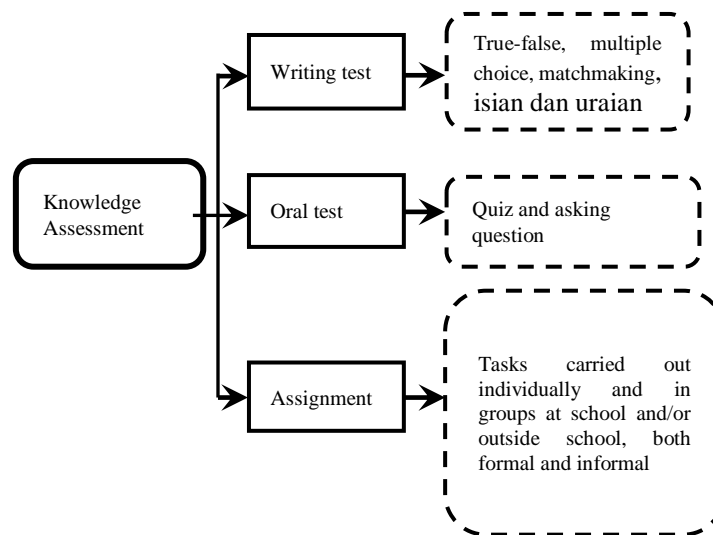 Knowledge
Assessment
Writing test
True-false, multiple
choice, matchmaking,
isian dan uraian
Oral test
Quiz and asking
question
Assignment
Tasks carried out
individually and in
groups at school and/or
outside school, both
formal and informal